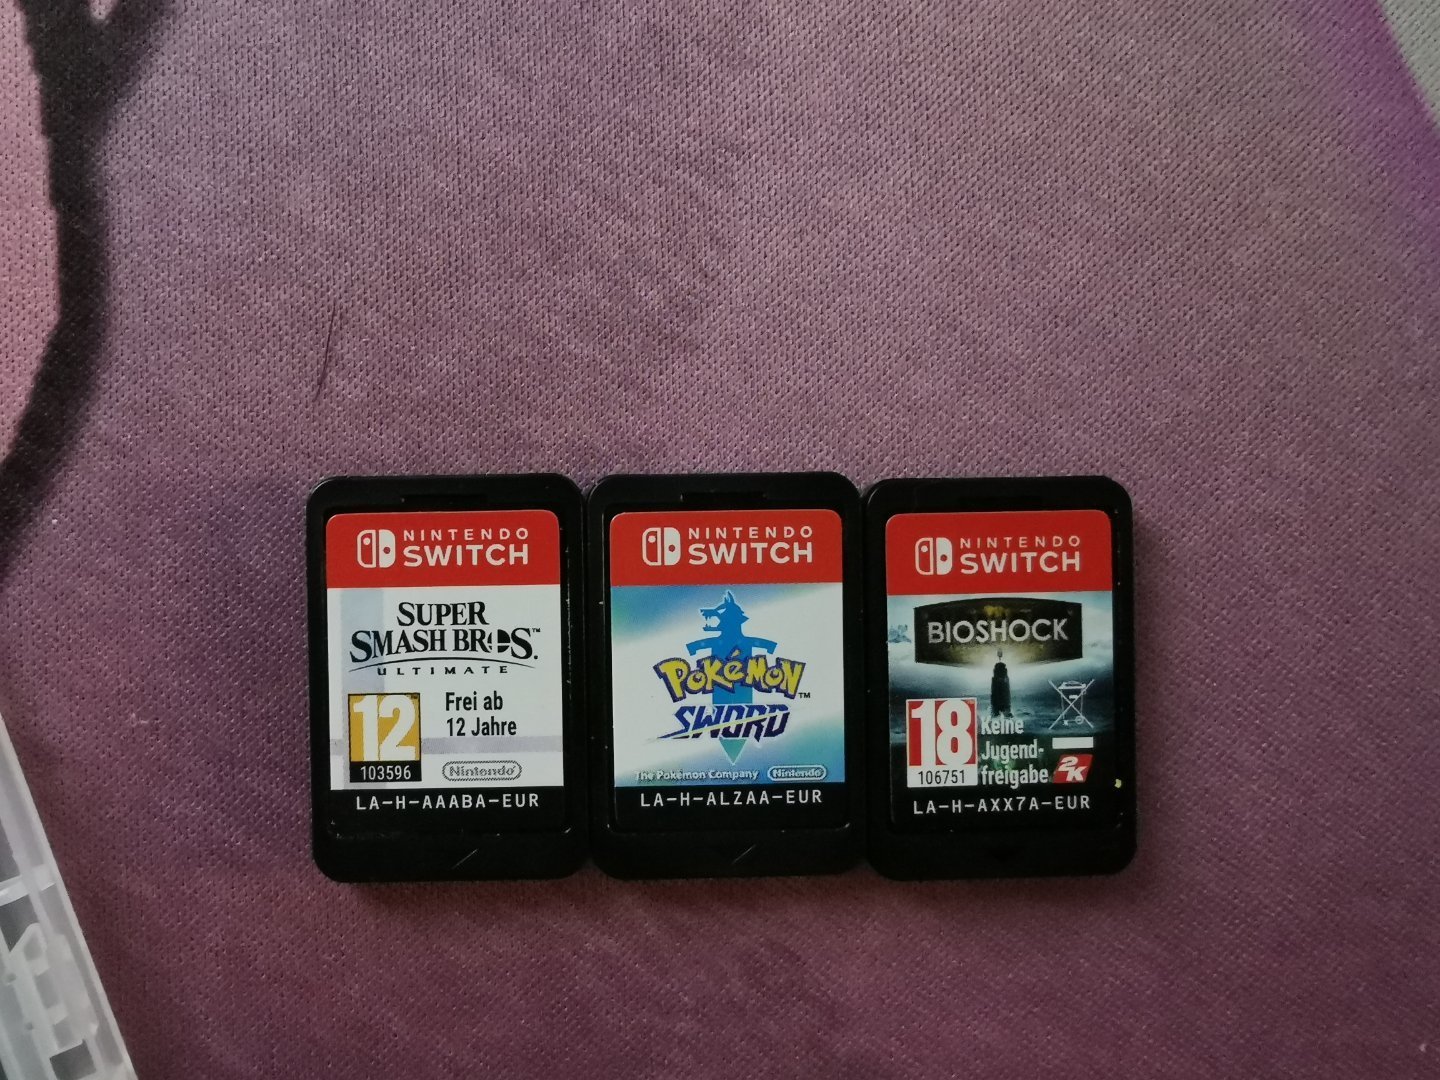 NINTENDO
SWITCH
SUPER
SMASH BROS.™
ULTIMATE
12
Frei ab
12 Jahre
103596
Nintendo
LA-H-AAABA-EUR
NINTENDO
SWITCH
POKéMON™
SWORD
The Pokémon Company
Nintendo
LA-H-ALZAA-EUR
NINTENDO
SWITCH
BIOSHOCK
18
Keine
Jugend-
freigabe
106751
2K
LA-H-AXX7A-EUR